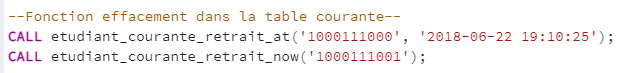 --Fonction effacement dans la table courante--
CALL etudiant_courante_retrait_at('1000111000', '2018-06-22 19:10:25');
CALL etudiant_courante_retrait_now('1000111001');